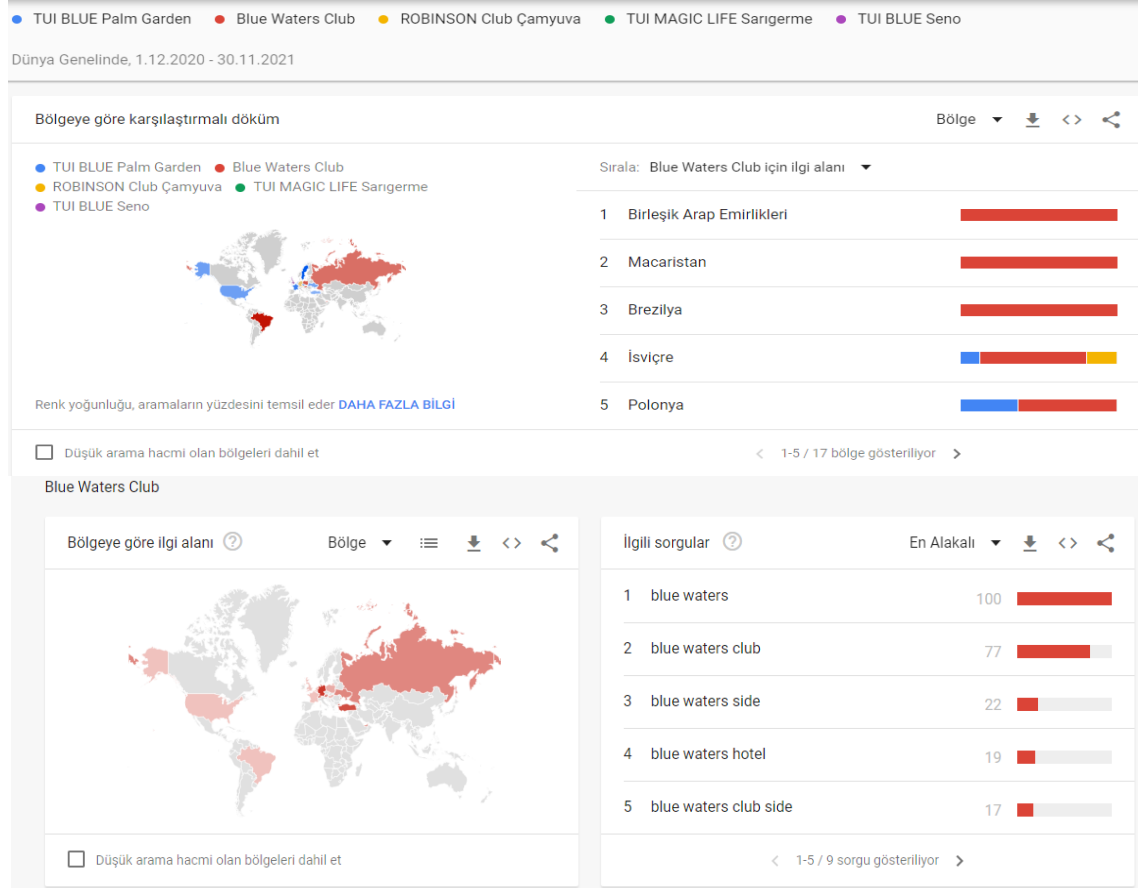 TUI BLUE Palm Garden Blue Waters Club ROBINSON Club Çamyuva TUI MAGIC LIFE Sarıgerme TUI BLUE Seno
Dünya Genelinde, 1.12.2020 - 30.11.2021
Bölgeye göre karşılaştırmalı döküm
Bölge
TUI BLUE Palm Garden Blue Waters Club
ROBINSON Club Çamyuva TUI MAGIC LIFE Sarıgerme
TUI BLUE Seno
Renk yoğunluğu, aramaların yüzdesini temsil eder DAHA FAZLA BİLGİ
Sırala: Blue Waters Club için ilgi alanı
1 Birleşik Arap Emirlikleri
2 Macaristan
3 Brezilya
4 İsviçre
5 Polonya
Düşük arama hacmi olan bölgeleri dahil et
1-5 / 17 bölge gösteriliyor
Blue Waters Club
Bölgeye göre ilgi alanı ? Bölge
Düşük arama hacmi olan bölgeleri dahil et
İlgili sorgular ? En Alakalı
1 blue waters 100
2 blue waters club 77
3 blue waters side 22
4 blue waters hotel 19
5 blue waters club side 17
1-5 / 9 sorgu gösteriliyor